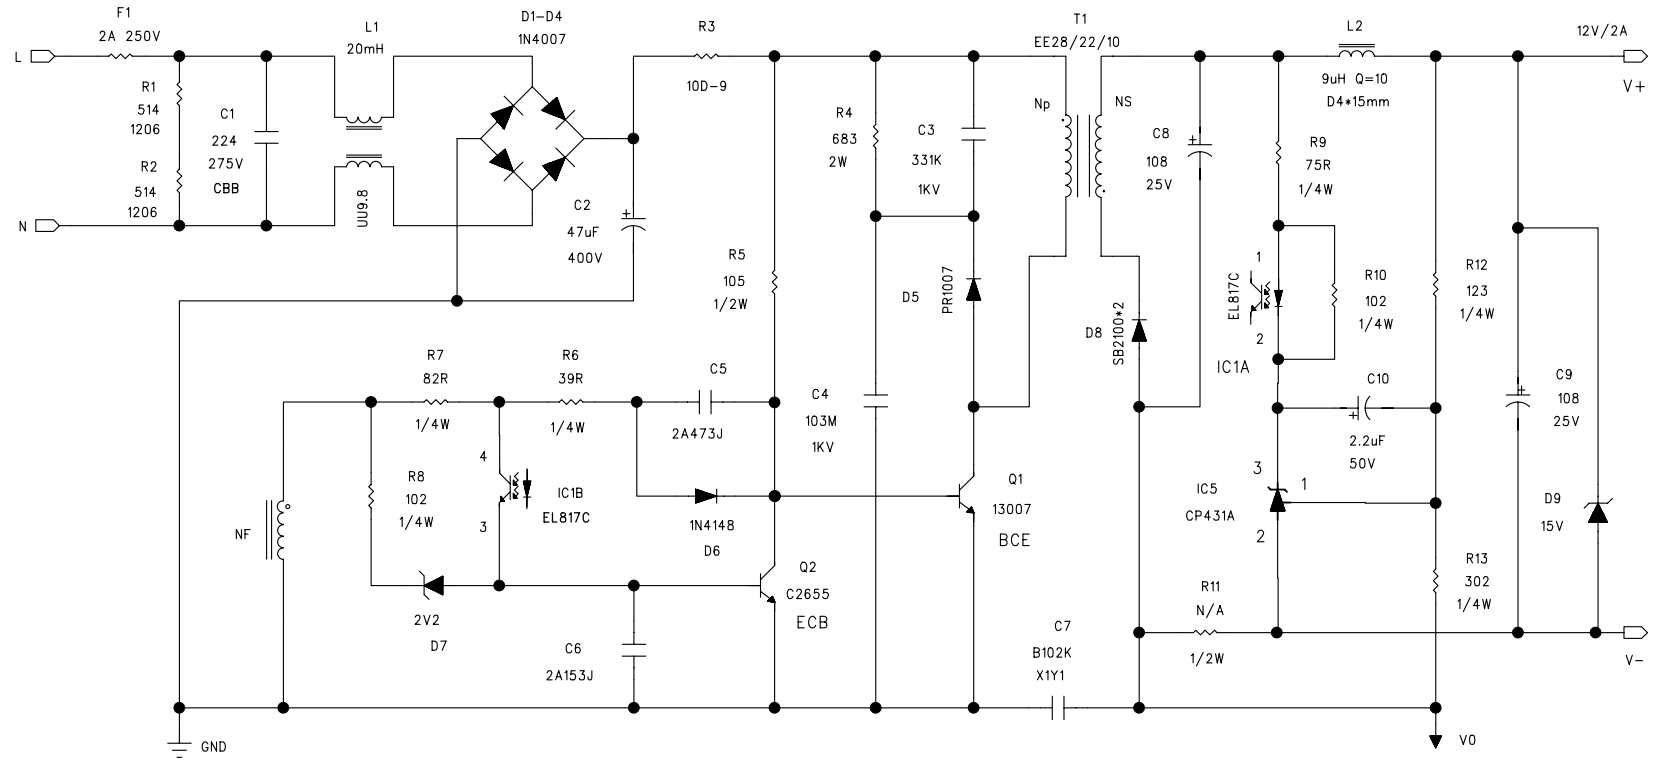 F1
2A 250V
L
R1
514
1206
R2
514
1206
N
C1
224
275V
CBB
L1
20mH
UU9.8
D1-D4
1N4007
C2
47uF
400V
R3
10D-9
R4
683
2W
C3
331K
1KV
T1
EE28/22/10
Np
NS
C8
108
25V
L2
9uH Q=10
D4*15mm
12V/2A
V+
R9
75R
1/4W
R5
105
1/2W
D5
PR1007
D8
SB2100*2
1
EL817C
2
IC1A
R10
102
1/4W
R12
123
1/4W
R7
82R
1/4W
R6
39R
1/4W
C5
2A473J
C4
103M
1KV
C10
2.2uF
50V
C9
108
25V
R8
102
1/4W
4
3
IC1B
EL817C
1N4148
D6
Q1
13007
BCE
3
IC5
CP431A
1
2
D9
15V
NF
2V2
D7
Q2
C2655
ECB
C6
2A153J
C7
B102K
X1Y1
R11
N/A
1/2W
R13
302
1/4W
V-
GND
V0